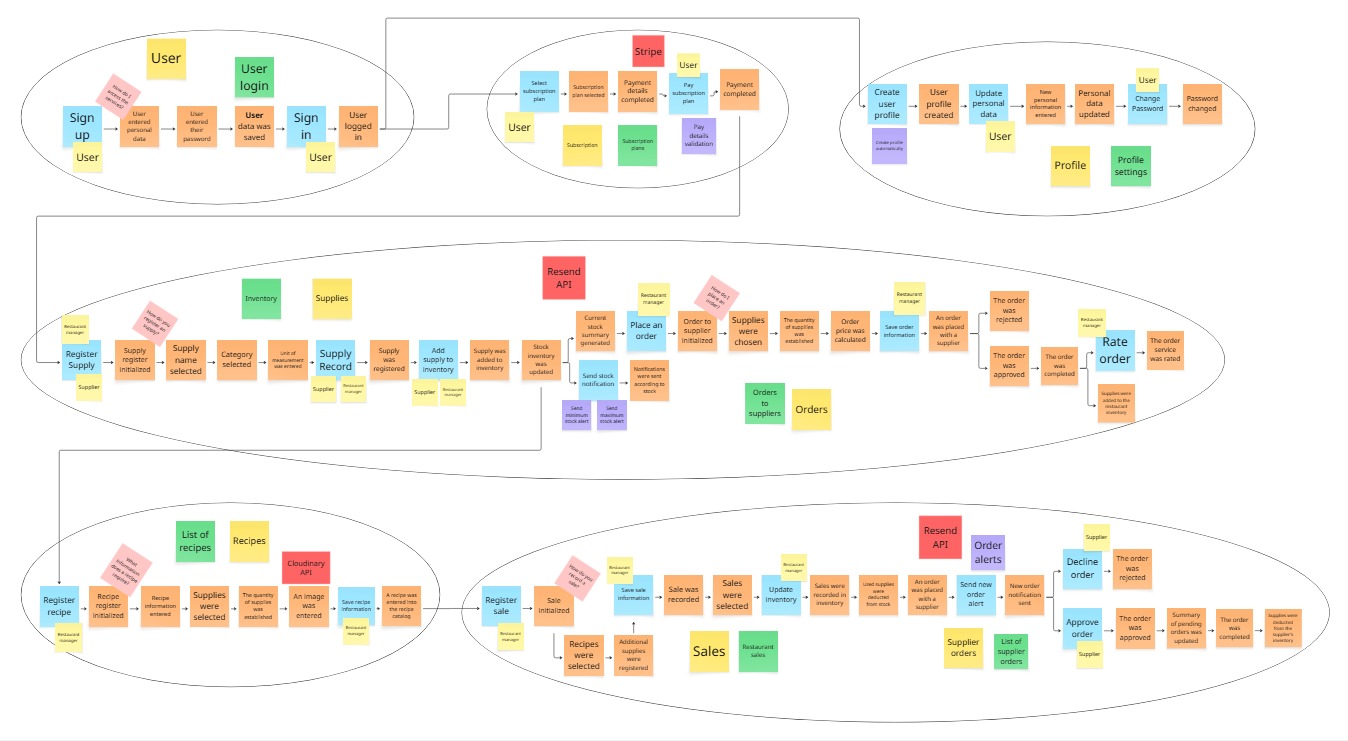 User
User
login
How do I
access the
service?
Sign
up
User
entered
personal
data
User
entered
their
password
User
data was
saved
Sign
in
User
logged
in
User
User
Stripe
User
Select
subscription
plan
Subscription
plan selected
Payment
details
completed
Pay
subscription
plan
Payment
completed
User
Subscription
Subscription
plans
Pay
details
validation
User
Create
user
profile
User
profile
created
Update
personal
data
New
personal
information
entered
Personal
data
updated
Change
Password
Password
changed
Create profile
automatically
User
Profile
Profile
settings
Resend
API
Inventory
Supplies
Restaurant
manager
How do you
register an
supply?
Register
Supply
Supply
register
initialized
Supply
name
selected
Category
selected
Unit of
measurement
was entered
Supply
Record
Supply
was
registered
Add
supply to
inventory
Supply was
added to
inventory
Stock
inventory
was
updated
Supplier
Supplier
Restaurant
manager
Supplier
Restaurant
manager
Current
stock
summary
generated
Restaurant
manager
Place an
order
How do I
place an
order?
Order to
supplier
initialized
Supplies
were
chosen
The quantity
of supplies
was
established
Order
price was
calculated
Restaurant
manager
Save order
information
An order
was placed
with a
supplier
The order
was
rejected
The order
was
approved
The order
was
completed
Restaurant
manager
Rate
order
The order
service
was rated
Supplies were
added to the
restaurant
inventory
Send stock
notification
Notifications
were sent
according to
stock
Send
minimum
stock alert
Send
maximum
stock alert
Orders
to
suppliers
Orders
List of
recipes
Recipes
Cloudinary
API
What
information
does a recipe
require?
Register
recipe
Recipe
register
initialized
Recipe
information
entered
Supplies
were
selected
The quantity
of supplies
was
established
An image
was
entered
Save recipe
information
A recipe was
entered into
the recipe
catalog
Restaurant
manager
Restaurant
manager
Resend
API
Order
alerts
How do you
record a
sale?
Register
sale
Sale
initialized
Restaurant
manager
Restaurant
manager
Save sale
information
Sale was
recorded
Sales
were
selected
Restaurant
manager
Update
inventory
Sales were
recorded in
inventory
Used supplies
were
deducted
from stock
An order
was placed
with a
supplier
Send new
order
alert
New order
notification
sent
Supplier
Decline
order
The order
was
rejected
Approve
order
Supplier
The order
was
approved
Summary
of pending
orders was
updated
The order
was
completed
Supplies were
deducted
from the
supplier's
inventory
Recipes
were
selected
Additional
supplies
were
registered
Sales
Restaurant
sales
Supplier
orders
List of
supplier
orders